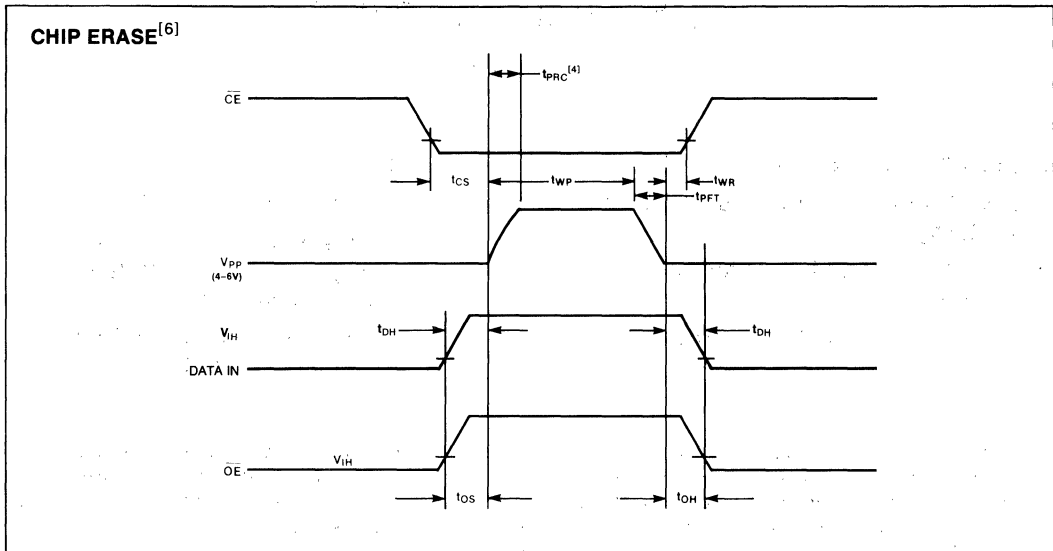 CHIP ERASE[6]
tPRC[4]
CE
tCS
tWP
tWR
tPFT
VPP
(4–6V)
tDH
tDH
VIH
DATA IN
VIH
OE
tOS
tOH